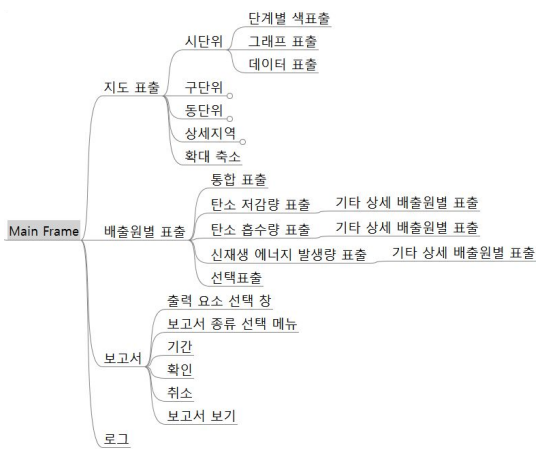 단계별 색표출
시단위
그래프 표출
데이터 표출
지도 표출
구단위
동단위
상세지역
확대 축소
통합 표출
탄소 저감량 표출
기타 상세 배출원별 표출
Main Frame
배출원별 표출
탄소 흡수량 표출
기타 상세 배출원별 표출
신재생 에너지 발생량 표출
기타 상세 배출원별 표출
선택표출
출력 요소 선택 창
보고서 종류 선택 메뉴
기간
보고서
확인
취소
보고서 보기
로그